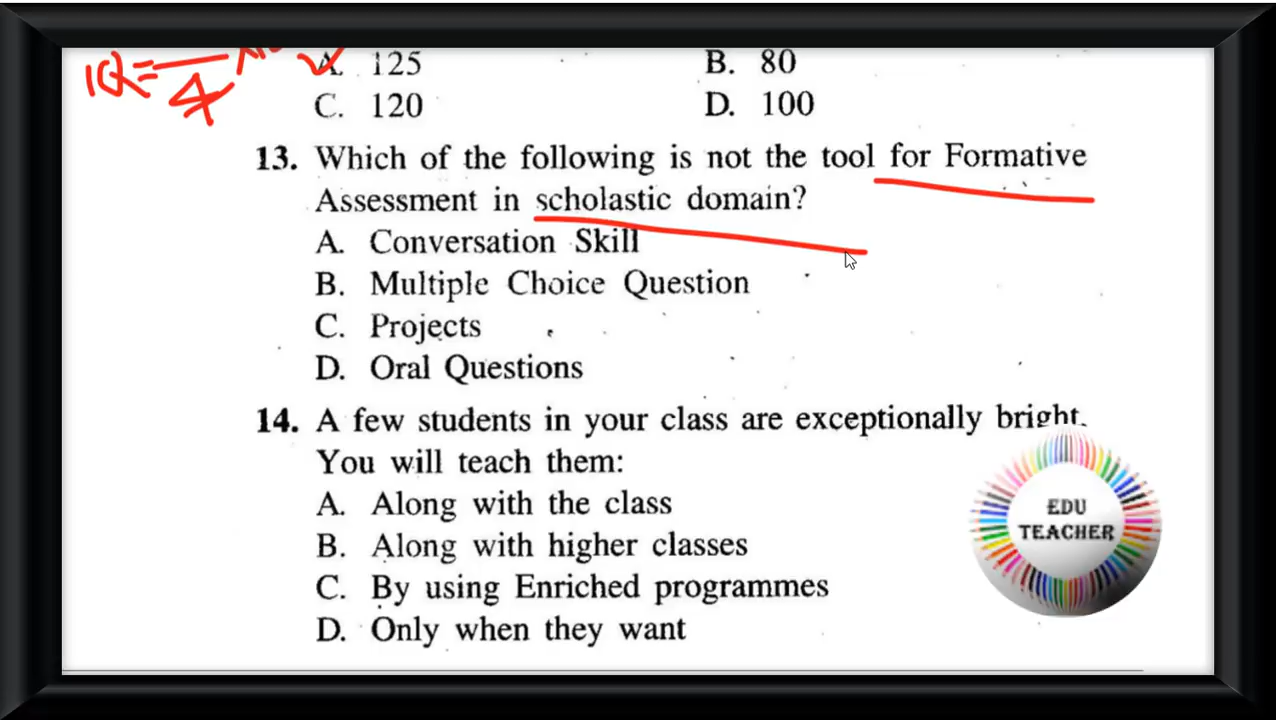 IQ= 4
A. 125 B. 80
C. 120 D. 100
13. Which of the following is not the tool for Formative
Assessment in scholastic domain?
A. Conversation Skill
B. Multiple Choice Question
C. Projects
D. Oral Questions
14. A few students in your class are exceptionally bright.
You will teach them:
A. Along with the class
B. Along with higher classes
C. By using Enriched programmes
D. Only when they want
EDU
TEACHER